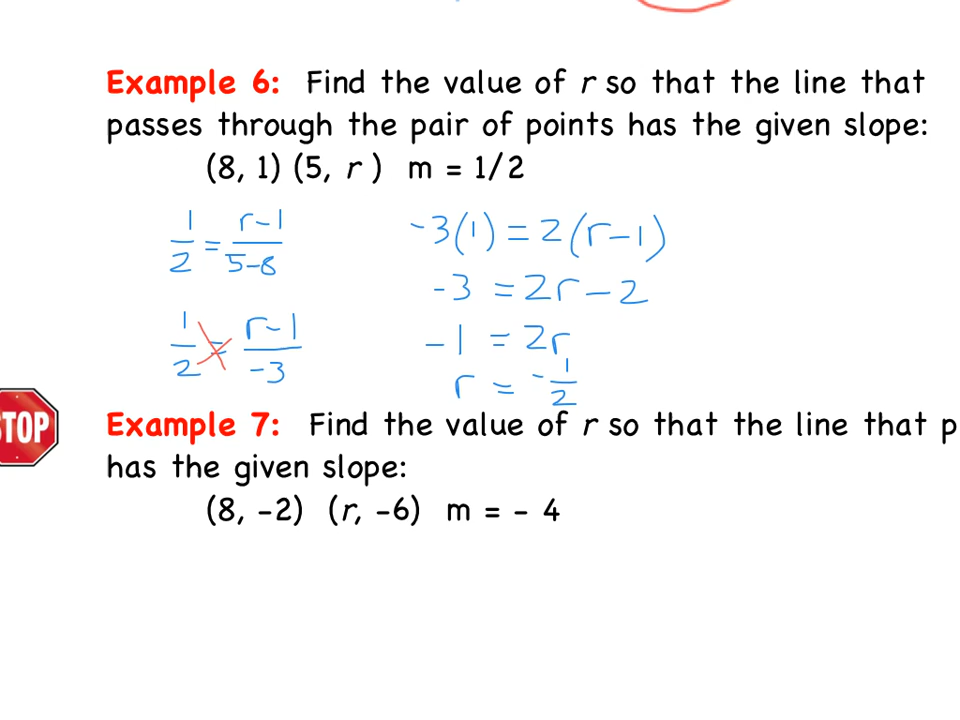 Example 6: Find the value of r so that the line that
passes through the pair of points has the given slope:
(8, 1) (5, r ) m = 1/2
1/2 = r-1/5-8
1/2 = r-1/-3
-3(1) = 2(r-1)
-3 = 2r - 2
-1 = 2r
r = -1/2
STOP
Example 7: Find the value of r so that the line that p
has the given slope:
(8, -2) (r, -6) m = - 4